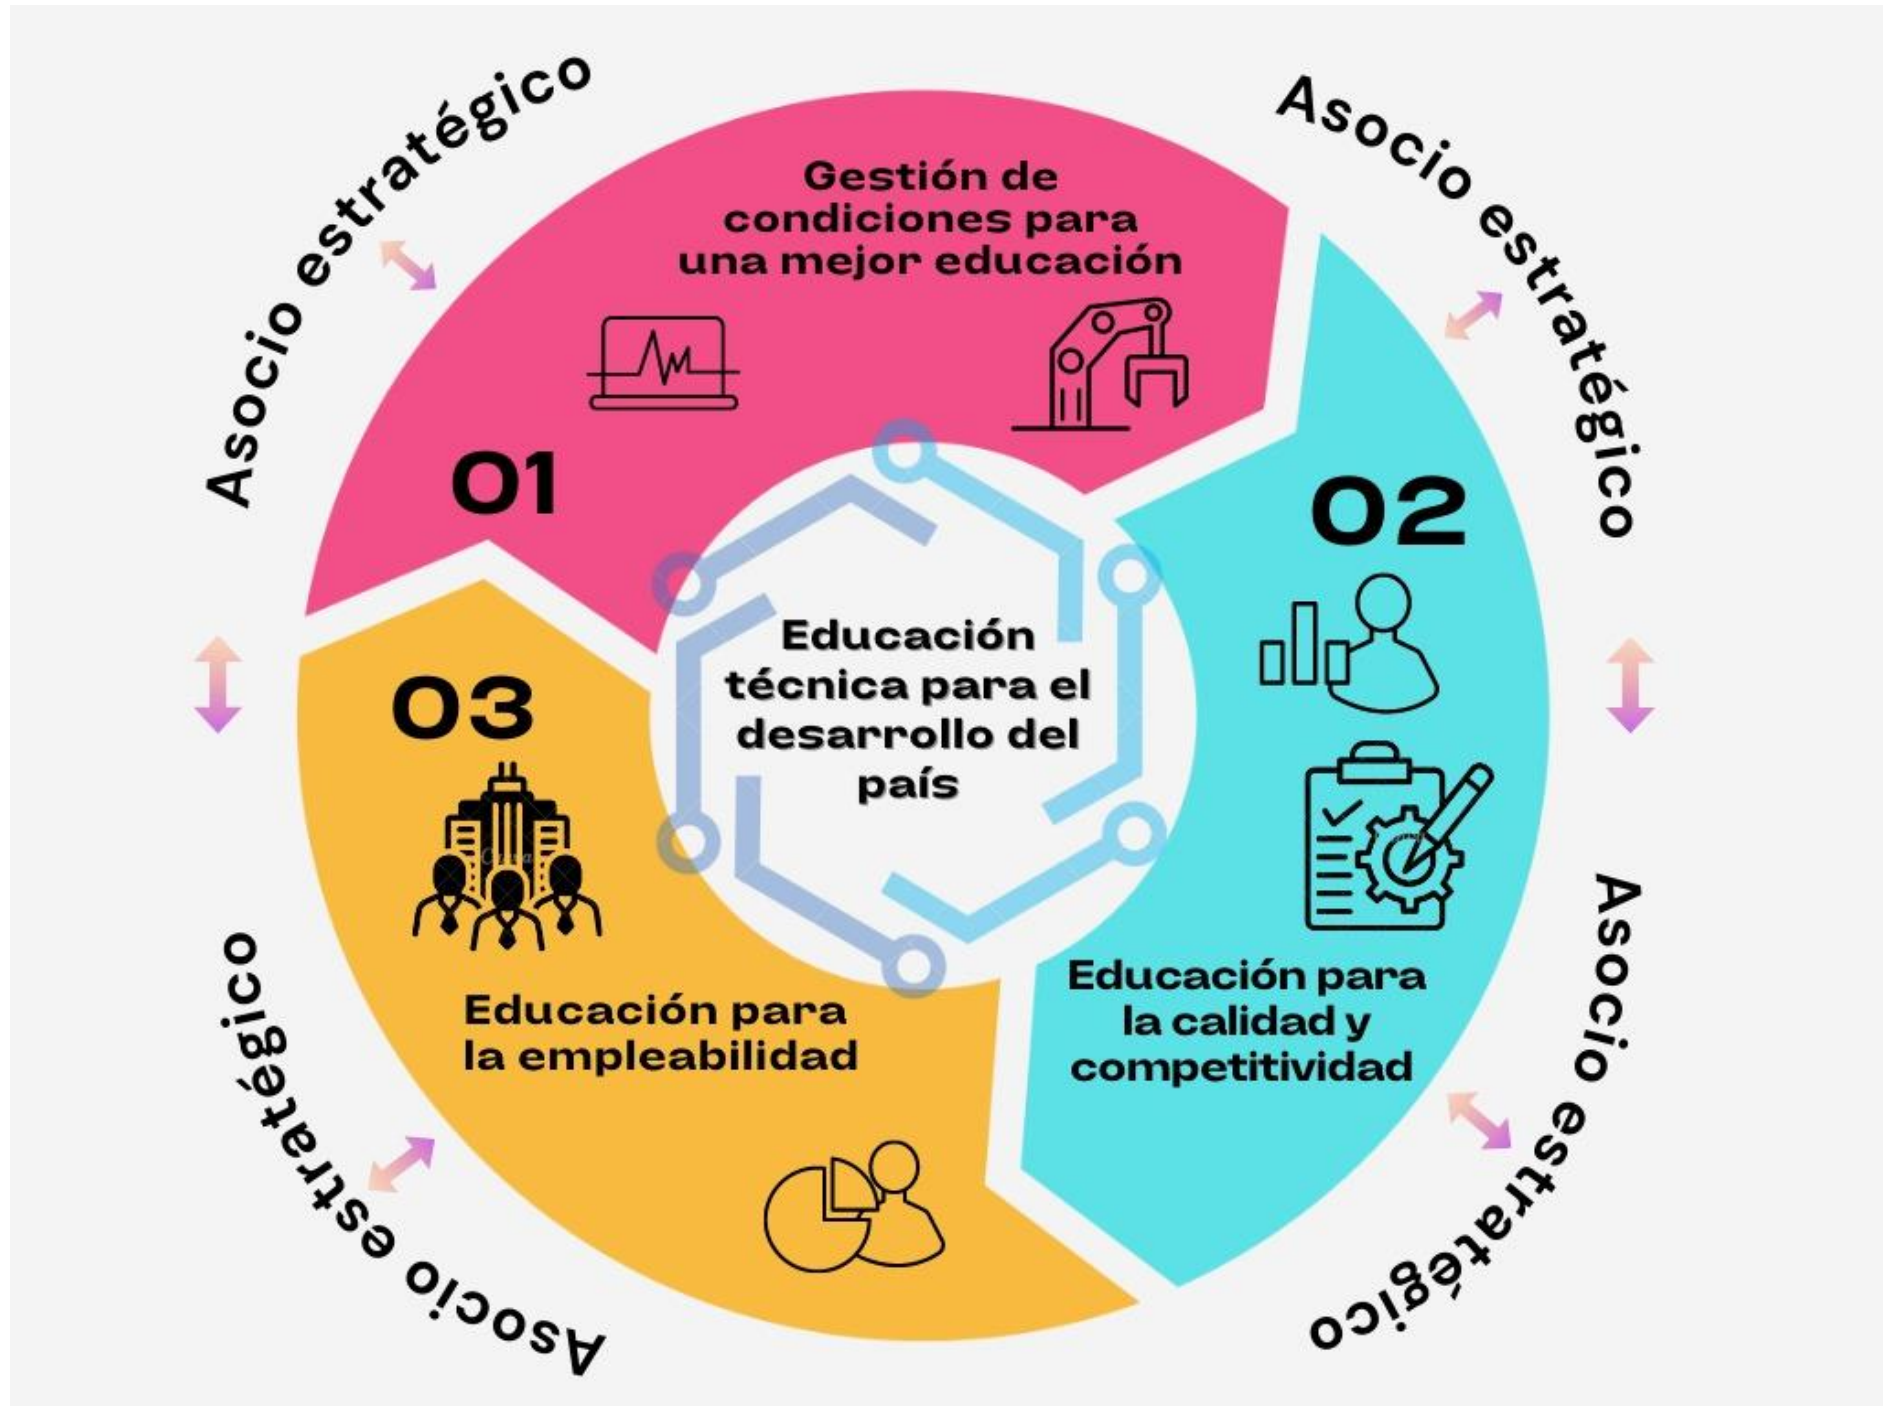 Asocio estratégico
Asocio estratégico
Gestión de
condiciones para
una mejor educación
01
02
Educación
técnica para el
desarrollo del
país
03
Educación para
la calidad y
competitividad
Educación para
la empleabilidad
Asocio estratégico
Asocio estratégico